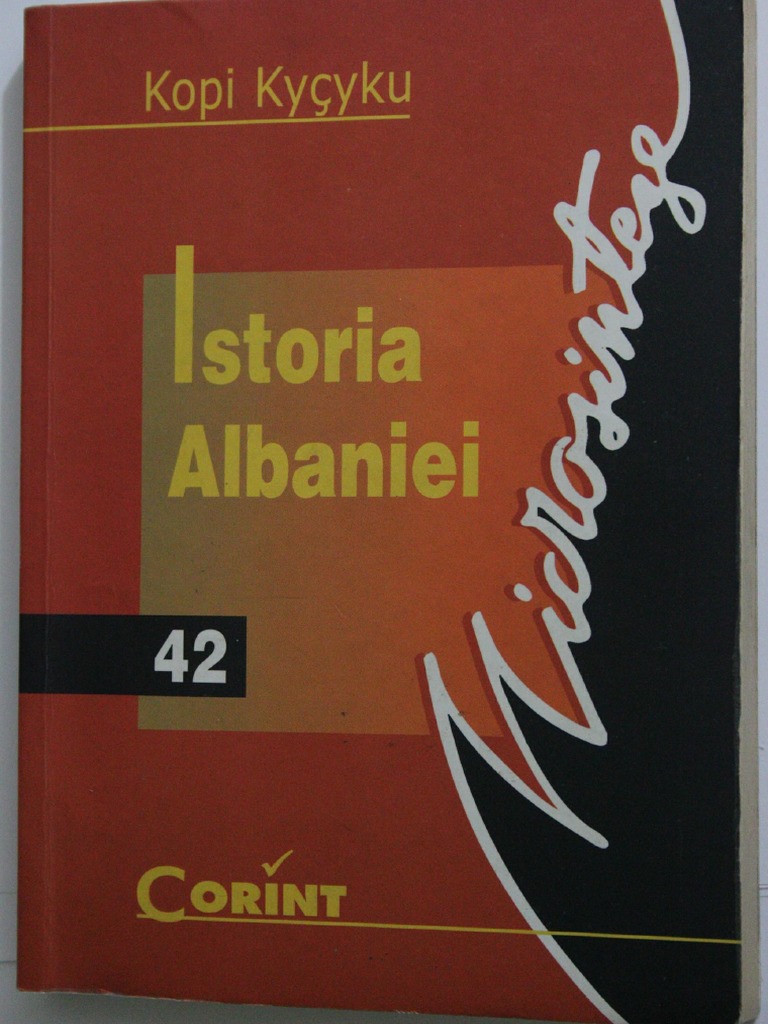 Kopi Kyçyku
Istoria
Albaniei
42
Microsinteze
CORINT